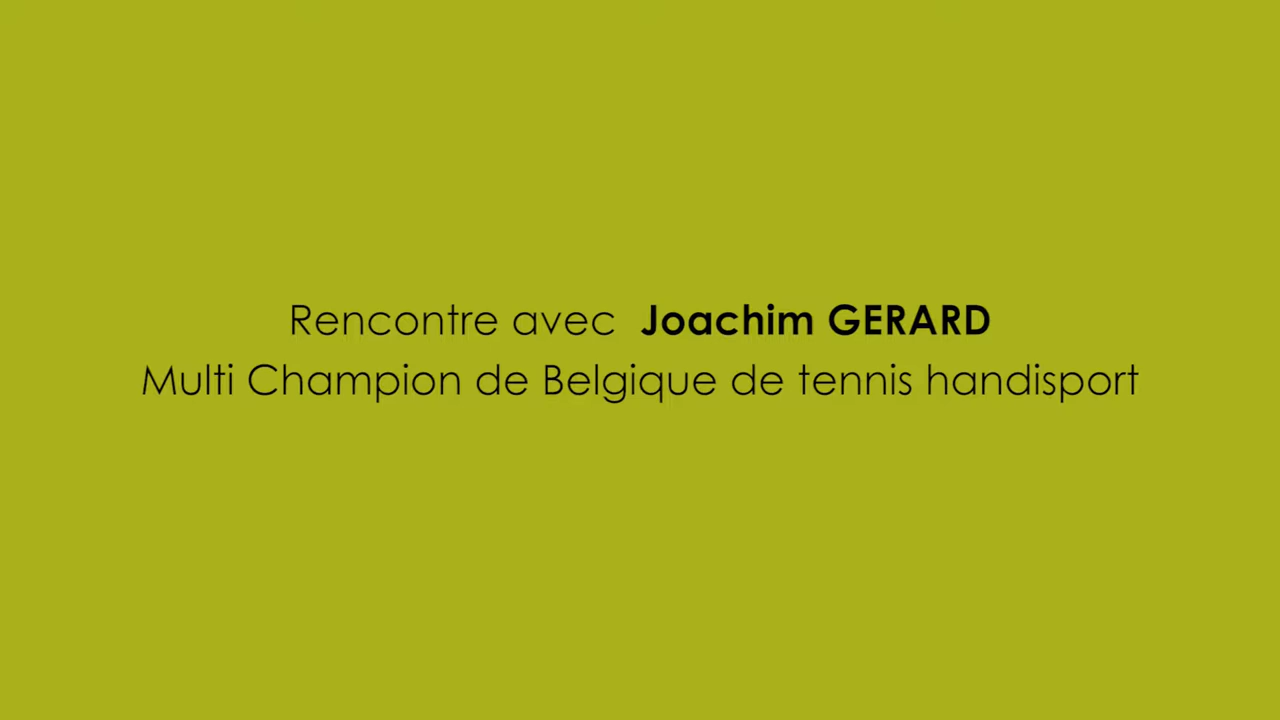 Rencontre avec Joachim GERARD
Multi Champion de Belgique de tennis handisport